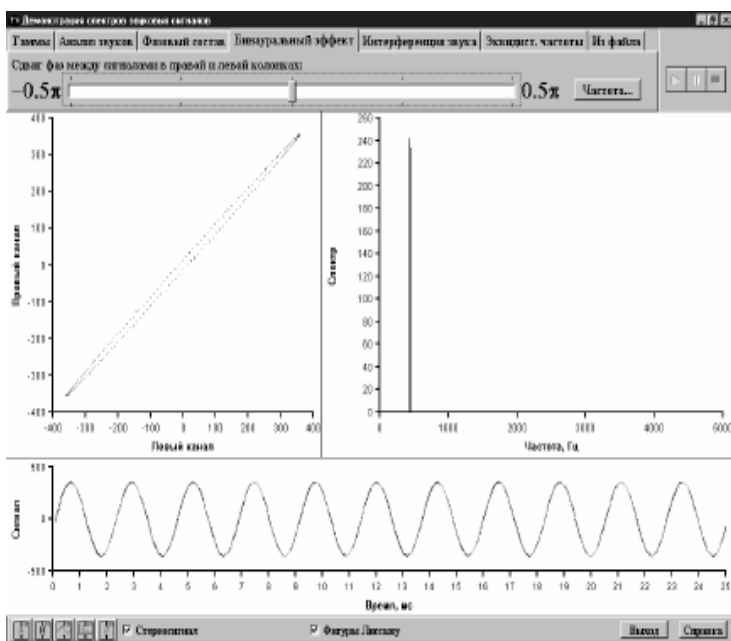 Демонстрация спектров звуковых сигналов
Гаммы Анализ звуков Фазовый состав Бинауральный эффект Интерференция звука Эквидист. частоты Из файла
Сдвиг фаз между сигналами в правой и левой колонках:
−0.5π 0.5π Частота...
400
300
200
100
0
-100
-200
-300
-400
Правый канал
-400 -300 -200 -100 0 100 200 300 400
Левый канал
260
240
220
200
180
160
140
120
100
80
60
40
20
0
Спектр
0 1000 2000 3000 4000 6000
Частота, Гц
500
0
-500
Сигнал
0 1 2 3 4 5 6 7 8 9 10 11 12 13 14 15 16 17 18 19 20 21 22 23 24 25
Время, мс
Стереосигнал Фигуры Лиссажу Выход Справка